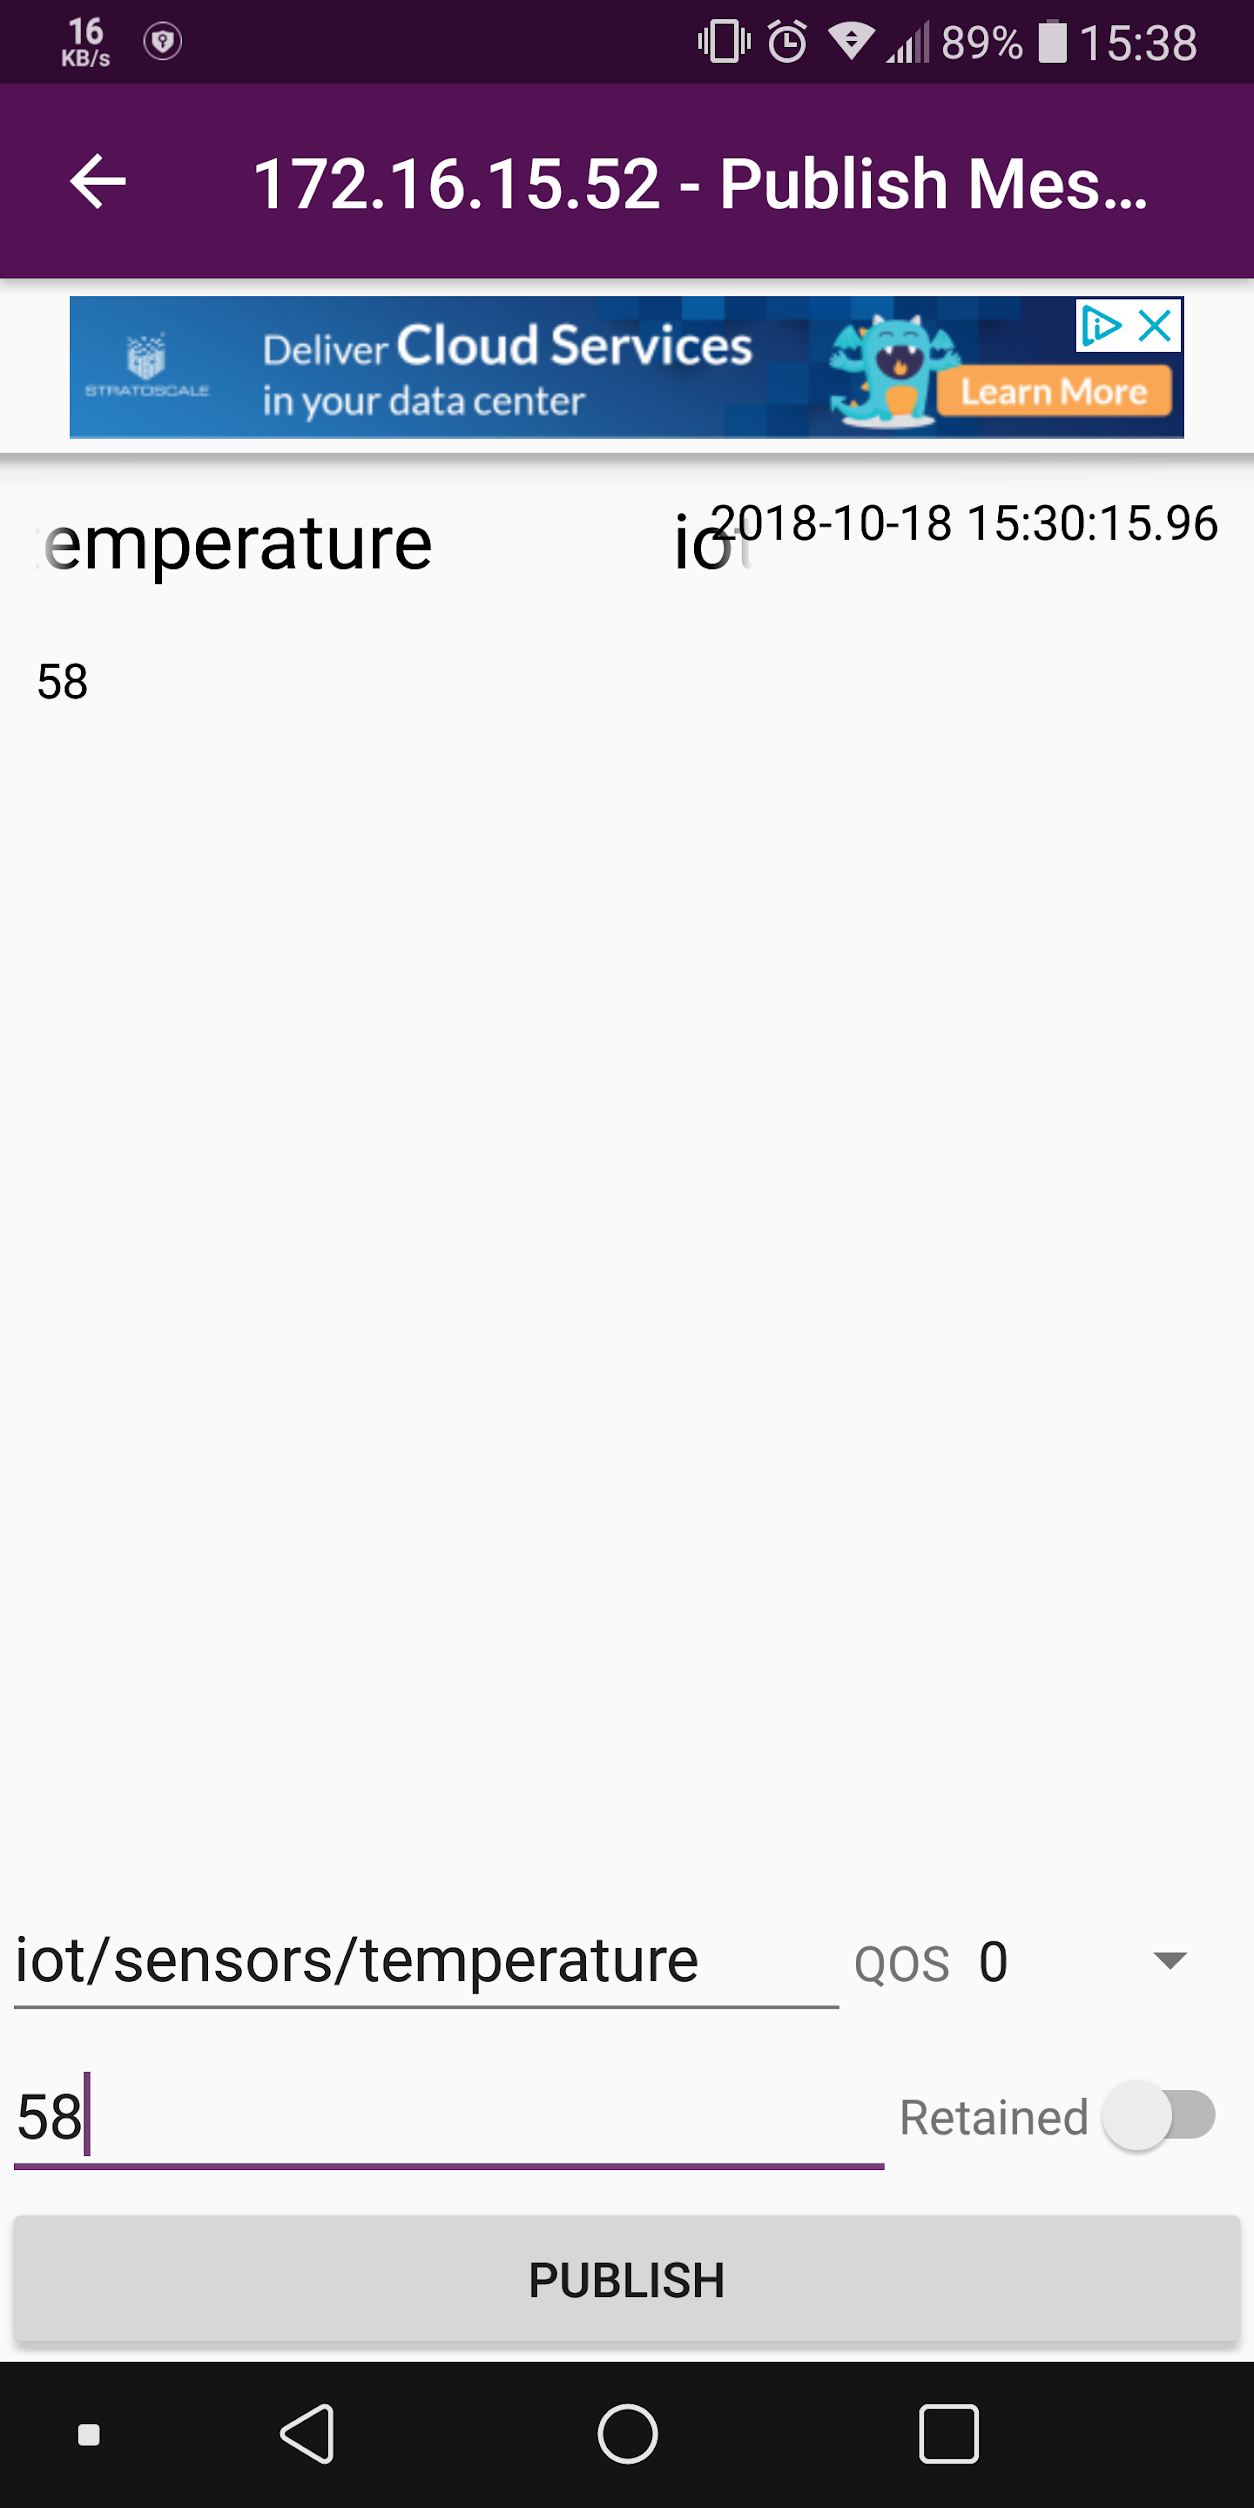 16
KB/s
89% 15:38
172.16.15.52 - Publish Mes...
STRATOSCALE
Deliver Cloud Services
in your data center
Learn More
emperature iot
2018-10-18 15:30:15.96
58
iot/sensors/temperature QOS 0
58 Retained
PUBLISH